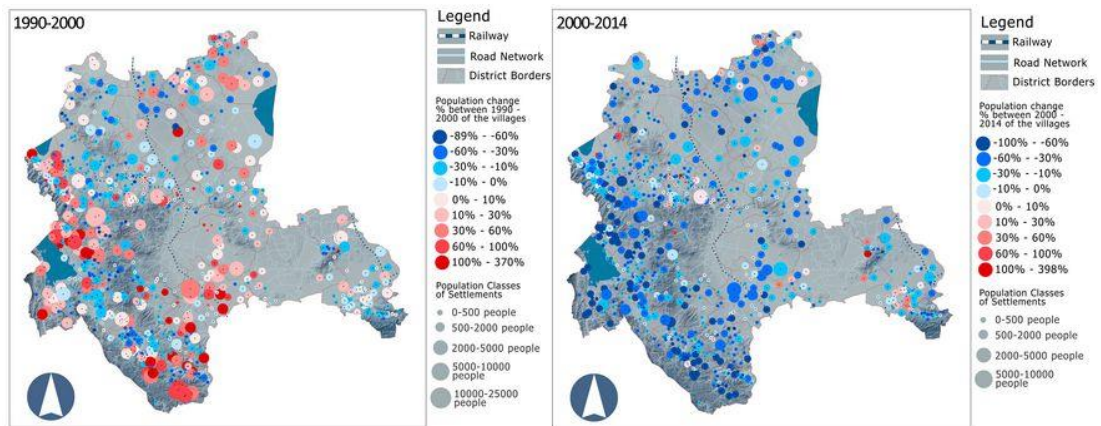 1990-2000
Legend
Railway
Road Network
District Borders
Population change
% between 1990 -
2000 of the villages
-89% - -60%
-60% - -30%
-30% - -10%
-10% - 0%
0% - 10%
10% - 30%
30% - 60%
60% - 100%
100% - 370%
Population Classes
of Settlements
0-500 people
500-2000 people
2000-5000 people
5000-10000
people
10000-25000
people
2000-2014
Legend
Railway
Road Network
District Borders
Population change
% between 2000 -
2014 of the villages
-100% - -60%
-60% - -30%
-30% - -10%
-10% - 0%
0% - 10%
10% - 30%
30% - 60%
60% - 100%
100% - 398%
Population Classes
of Settlements
0-500 people
500-2000 people
2000-5000 people
5000-10000
people